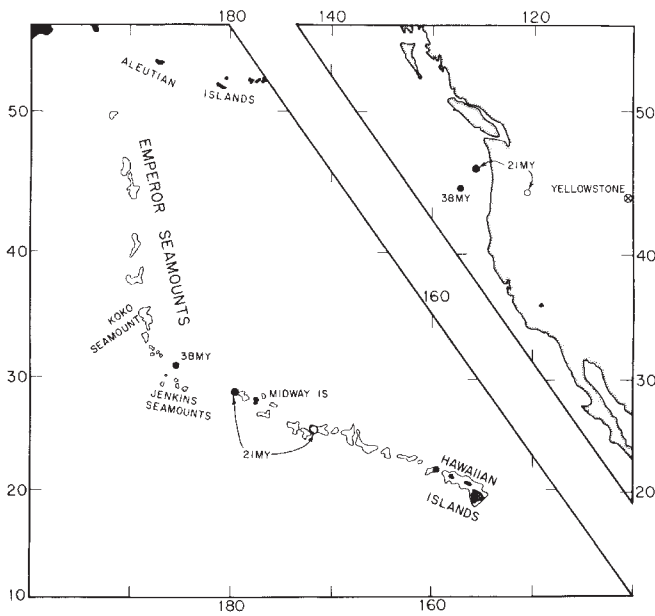 180
140
120
ALEUTIAN
ISLANDS
50
50
EMPEROR
SEAMOUNTS
21MY
38MY
YELLOWSTONE
40
40
160
KOKO
SEAMOUNT
38MY
30
30
JENKINS
SEAMOUNTS
MIDWAY IS
21MY
HAWAIIAN
ISLANDS
20
20
10
180
160
120